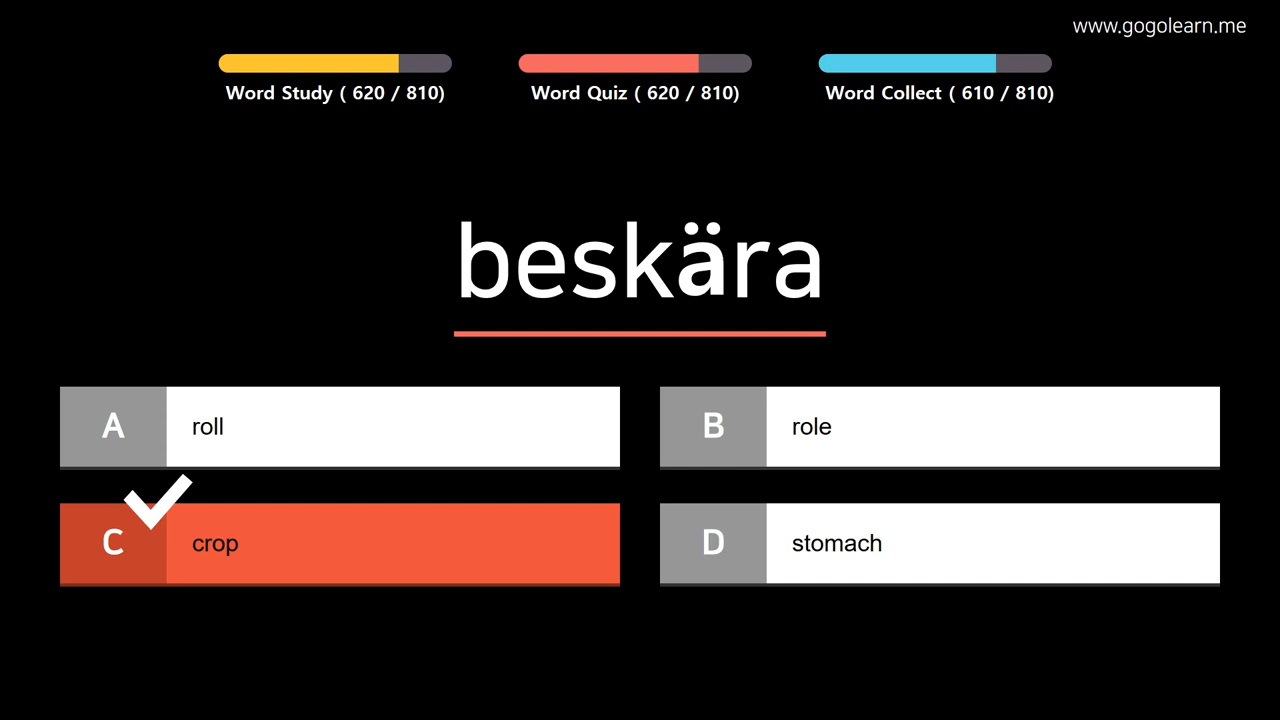 www.gogolearn.me
Word Study ( 620 / 810)
Word Quiz ( 620 / 810)
Word Collect ( 610 / 810)
beskära
A roll
B role
C crop
D stomach